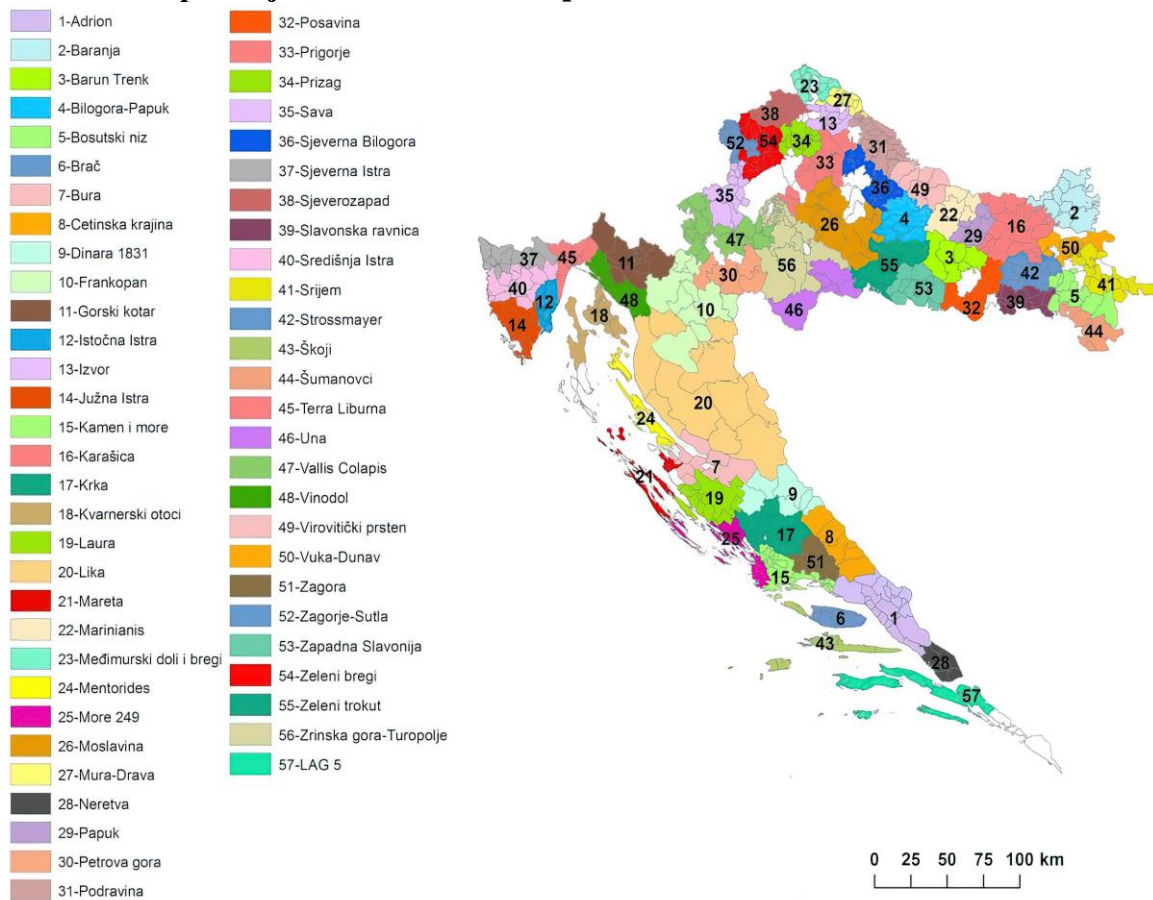 1-Adrion
2-Baranja
3-Barun Trenk
4-Bilogora-Papuk
5-Bosutski niz
6-Brač
7-Bura
8-Cetinska krajina
9-Dinara 1831
10-Frankopan
11-Gorski kotar
12-Istočna Istra
13-Izvor
14-Južna Istra
15-Kamen i more
16-Karašica
17-Krka
18-Kvarnerski otoci
19-Laura
20-Lika
21-Mareta
22-Marinianis
23-Međimurski doli i bregi
24-Mentorides
25-More 249
26-Moslavina
27-Mura-Drava
28-Neretva
29-Papuk
30-Petrova gora
31-Podravina
32-Posavina
33-Prigorje
34-Prizag
35-Sava
36-Sjeverna Bilogora
37-Sjeverna Istra
38-Sjeverozapad
39-Slavonska ravnica
40-Središnja Istra
41-Srijem
42-Strossmayer
43-Škoji
44-Šumanovci
45-Terra Liburna
46-Una
47-Vallis Colapis
48-Vinodol
49-Virovitički prsten
50-Vuka-Dunav
51-Zagora
52-Zagorje-Sutla
53-Zapadna Slavonija
54-Zeleni bregi
55-Zeleni trokut
56-Zrinska gora-Turopolje
57-LAG 5
23
27
38
13
52
54
34
31
33
35
36
49
2
4
22
16
26
29
47
50
37
45
11
3
30
56
55
42
41
40
12
48
53
5
14
18
10
46
32
39
44
20
24
7
21
19
9
25
17
8
51
15
6
1
43
28
57
0 25 50 75 100 km